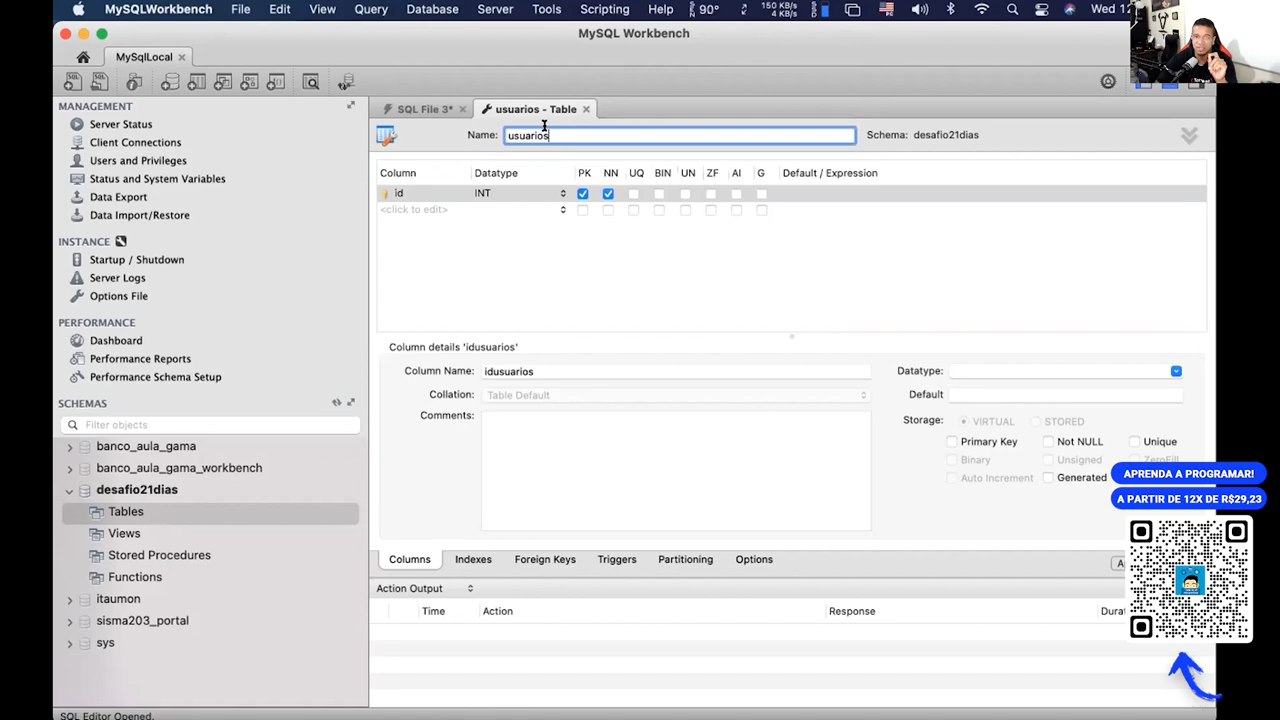 MySQLWorkbench File Edit View Query Database Server Tools Scripting Help 90° 150 KB/s 4 KB/s Wed 12
MySQL Workbench
MySqlLocal
MANAGEMENT
Server Status
Client Connections
Users and Privileges
Status and System Variables
Data Export
Data Import/Restore
INSTANCE
Startup / Shutdown
Server Logs
Options File
PERFORMANCE
Dashboard
Performance Reports
Performance Schema Setup
SCHEMAS
Filter objects
banco_aula_gama
banco_aula_gama_workbench
desafio21dias
Tables
Views
Stored Procedures
Functions
itaumon
sisma203_portal
sys
SQL File 3* usuarios - Table
Name: usuarios Schema: desafio21dias
Column Datatype PK NN UQ BIN UN ZF AI G Default / Expression
id INT
<click to edit>
Column details 'idusuarios'
Column Name: idusuarios Datatype:
Collation: Table Default Default
Comments: Storage: VIRTUAL STORED
Primary Key Not NULL Unique
Binary Unsigned ZeroFill
Auto Increment Generated
Columns Indexes Foreign Keys Triggers Partitioning Options
Action Output
Time Action Response
APRENDA A PROGRAMAR!
A PARTIR DE 12X DE R$29,23
SQL Editor Opened.